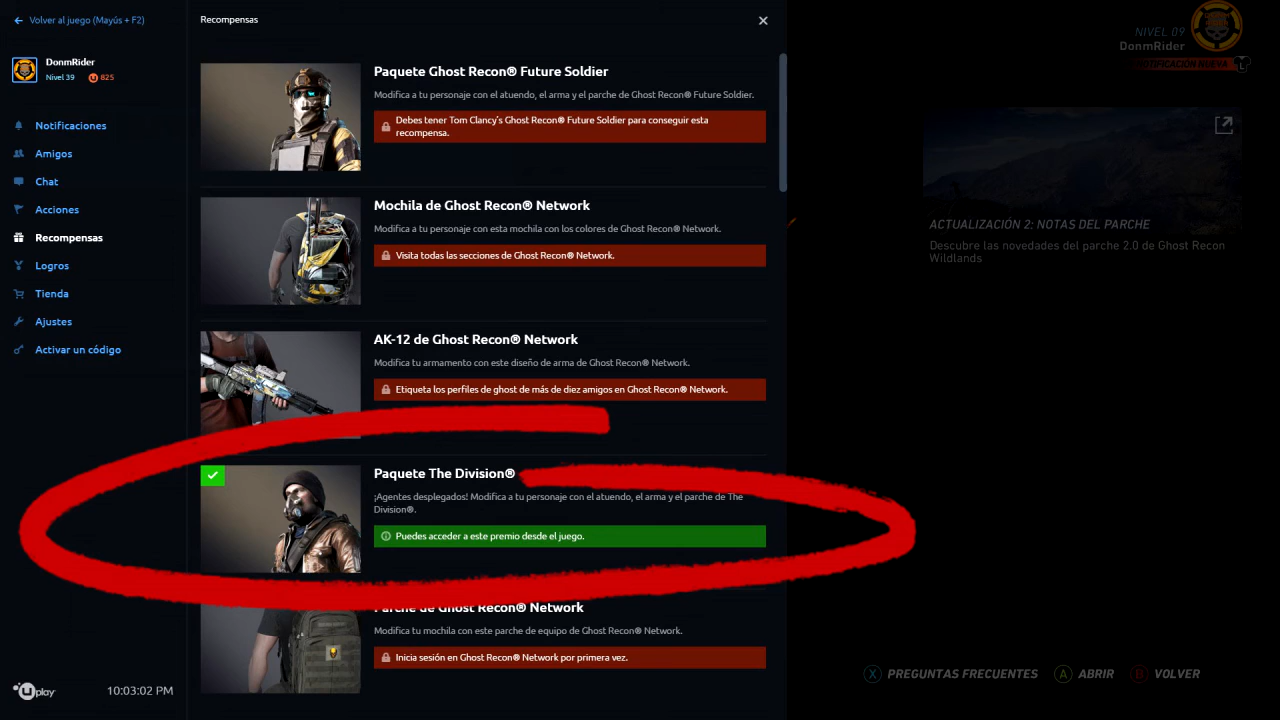 Volver al juego (Mayús + F2)
DonmRider
Nivel 39
825
Notificaciones
Amigos
Chat
Acciones
Recompensas
Logros
Tienda
Ajustes
Activar un código
uplay
10:03:02 PM
Recompensas
Paquete Ghost Recon® Future Soldier
Modifica a tu personaje con el atuendo, el arma y el parche de Ghost Recon® Future Soldier.
Debes tener Tom Clancy's Ghost Recon® Future Soldier para conseguir esta
recompensa.
Mochila de Ghost Recon® Network
Modifica a tu personaje con esta mochila con los colores de Ghost Recon® Network.
Visita todas las secciones de Ghost Recon® Network.
AK-12 de Ghost Recon® Network
Modifica tu armamento con este diseño de arma de Ghost Recon® Network.
Etiqueta los perfiles de ghost de más de diez amigos en Ghost Recon® Network.
Paquete The Division®
¡Agentes desplegados! Modifica a tu personaje con el atuendo, el arma y el parche de The
Division®.
Puedes acceder a este premio desde el juego.
Parche de Ghost Recon® Network
Modifica tu mochila con este parche de equipo de Ghost Recon® Network.
Inicia sesión en Ghost Recon® Network por primera vez.
NIVEL 09
DonmRider
NOTIFICACIÓN NUEVA
L
ACTUALIZACIÓN 2: NOTAS DEL PARCHE
Descubre las novedades del parche 2.0 de Ghost Recon
Wildlands
X PREGUNTAS FRECUENTES
A ABRIR
B VOLVER